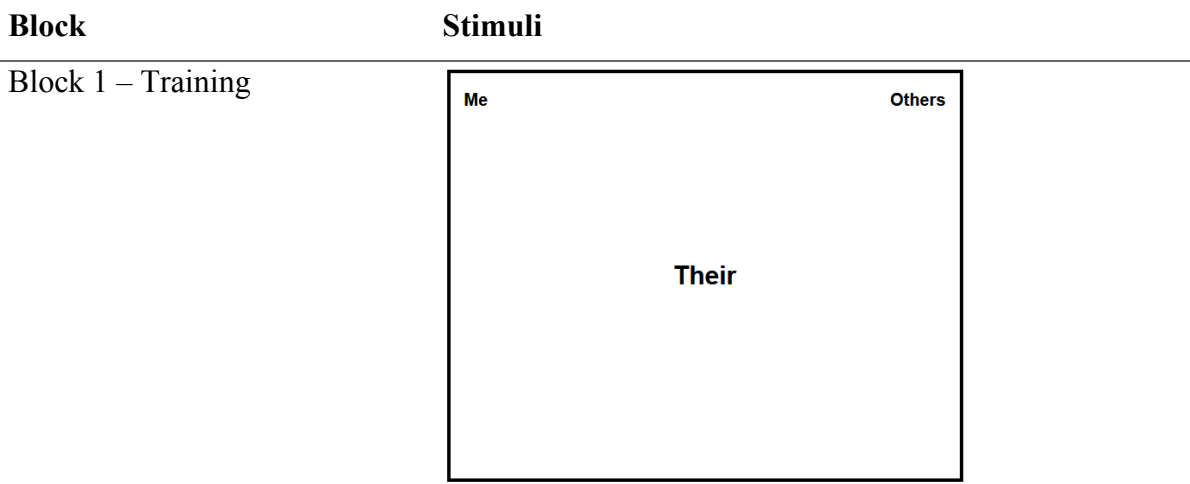 Block Stimuli
Block 1 – Training
Me Others
Their